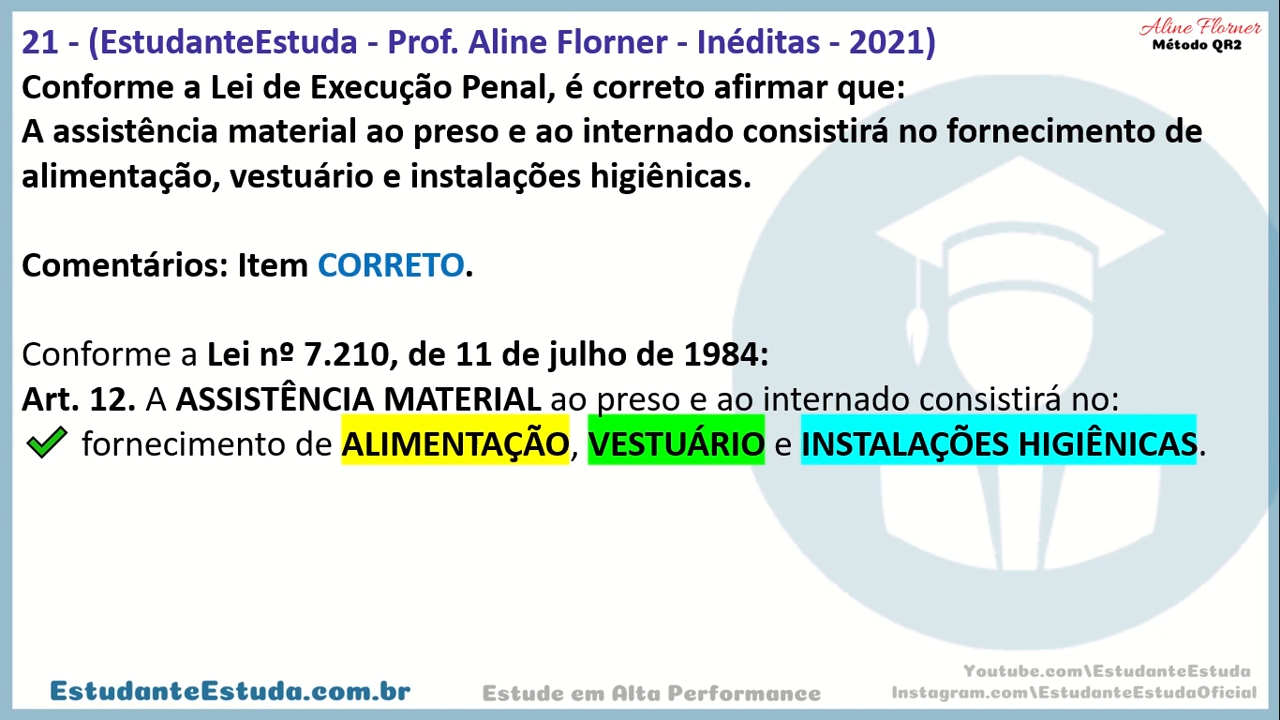 21 - (EstudanteEstuda - Prof. Aline Florner - Inéditas - 2021)
Aline Florner
Método QR2
Conforme a Lei de Execução Penal, é correto afirmar que:
A assistência material ao preso e ao internado consistirá no fornecimento de
alimentação, vestuário e instalações higiênicas.
Comentários: Item CORRETO.
Conforme a Lei nº 7.210, de 11 de julho de 1984:
Art. 12. A ASSISTÊNCIA MATERIAL ao preso e ao internado consistirá no:
fornecimento de ALIMENTAÇÃO, VESTUÁRIO e INSTALAÇÕES HIGIÊNICAS.
EstudanteEstuda.com.br
Estude em Alta Performance
Youtube.com\EstudanteEstuda
Instagram.com\EstudanteEstudaOficial